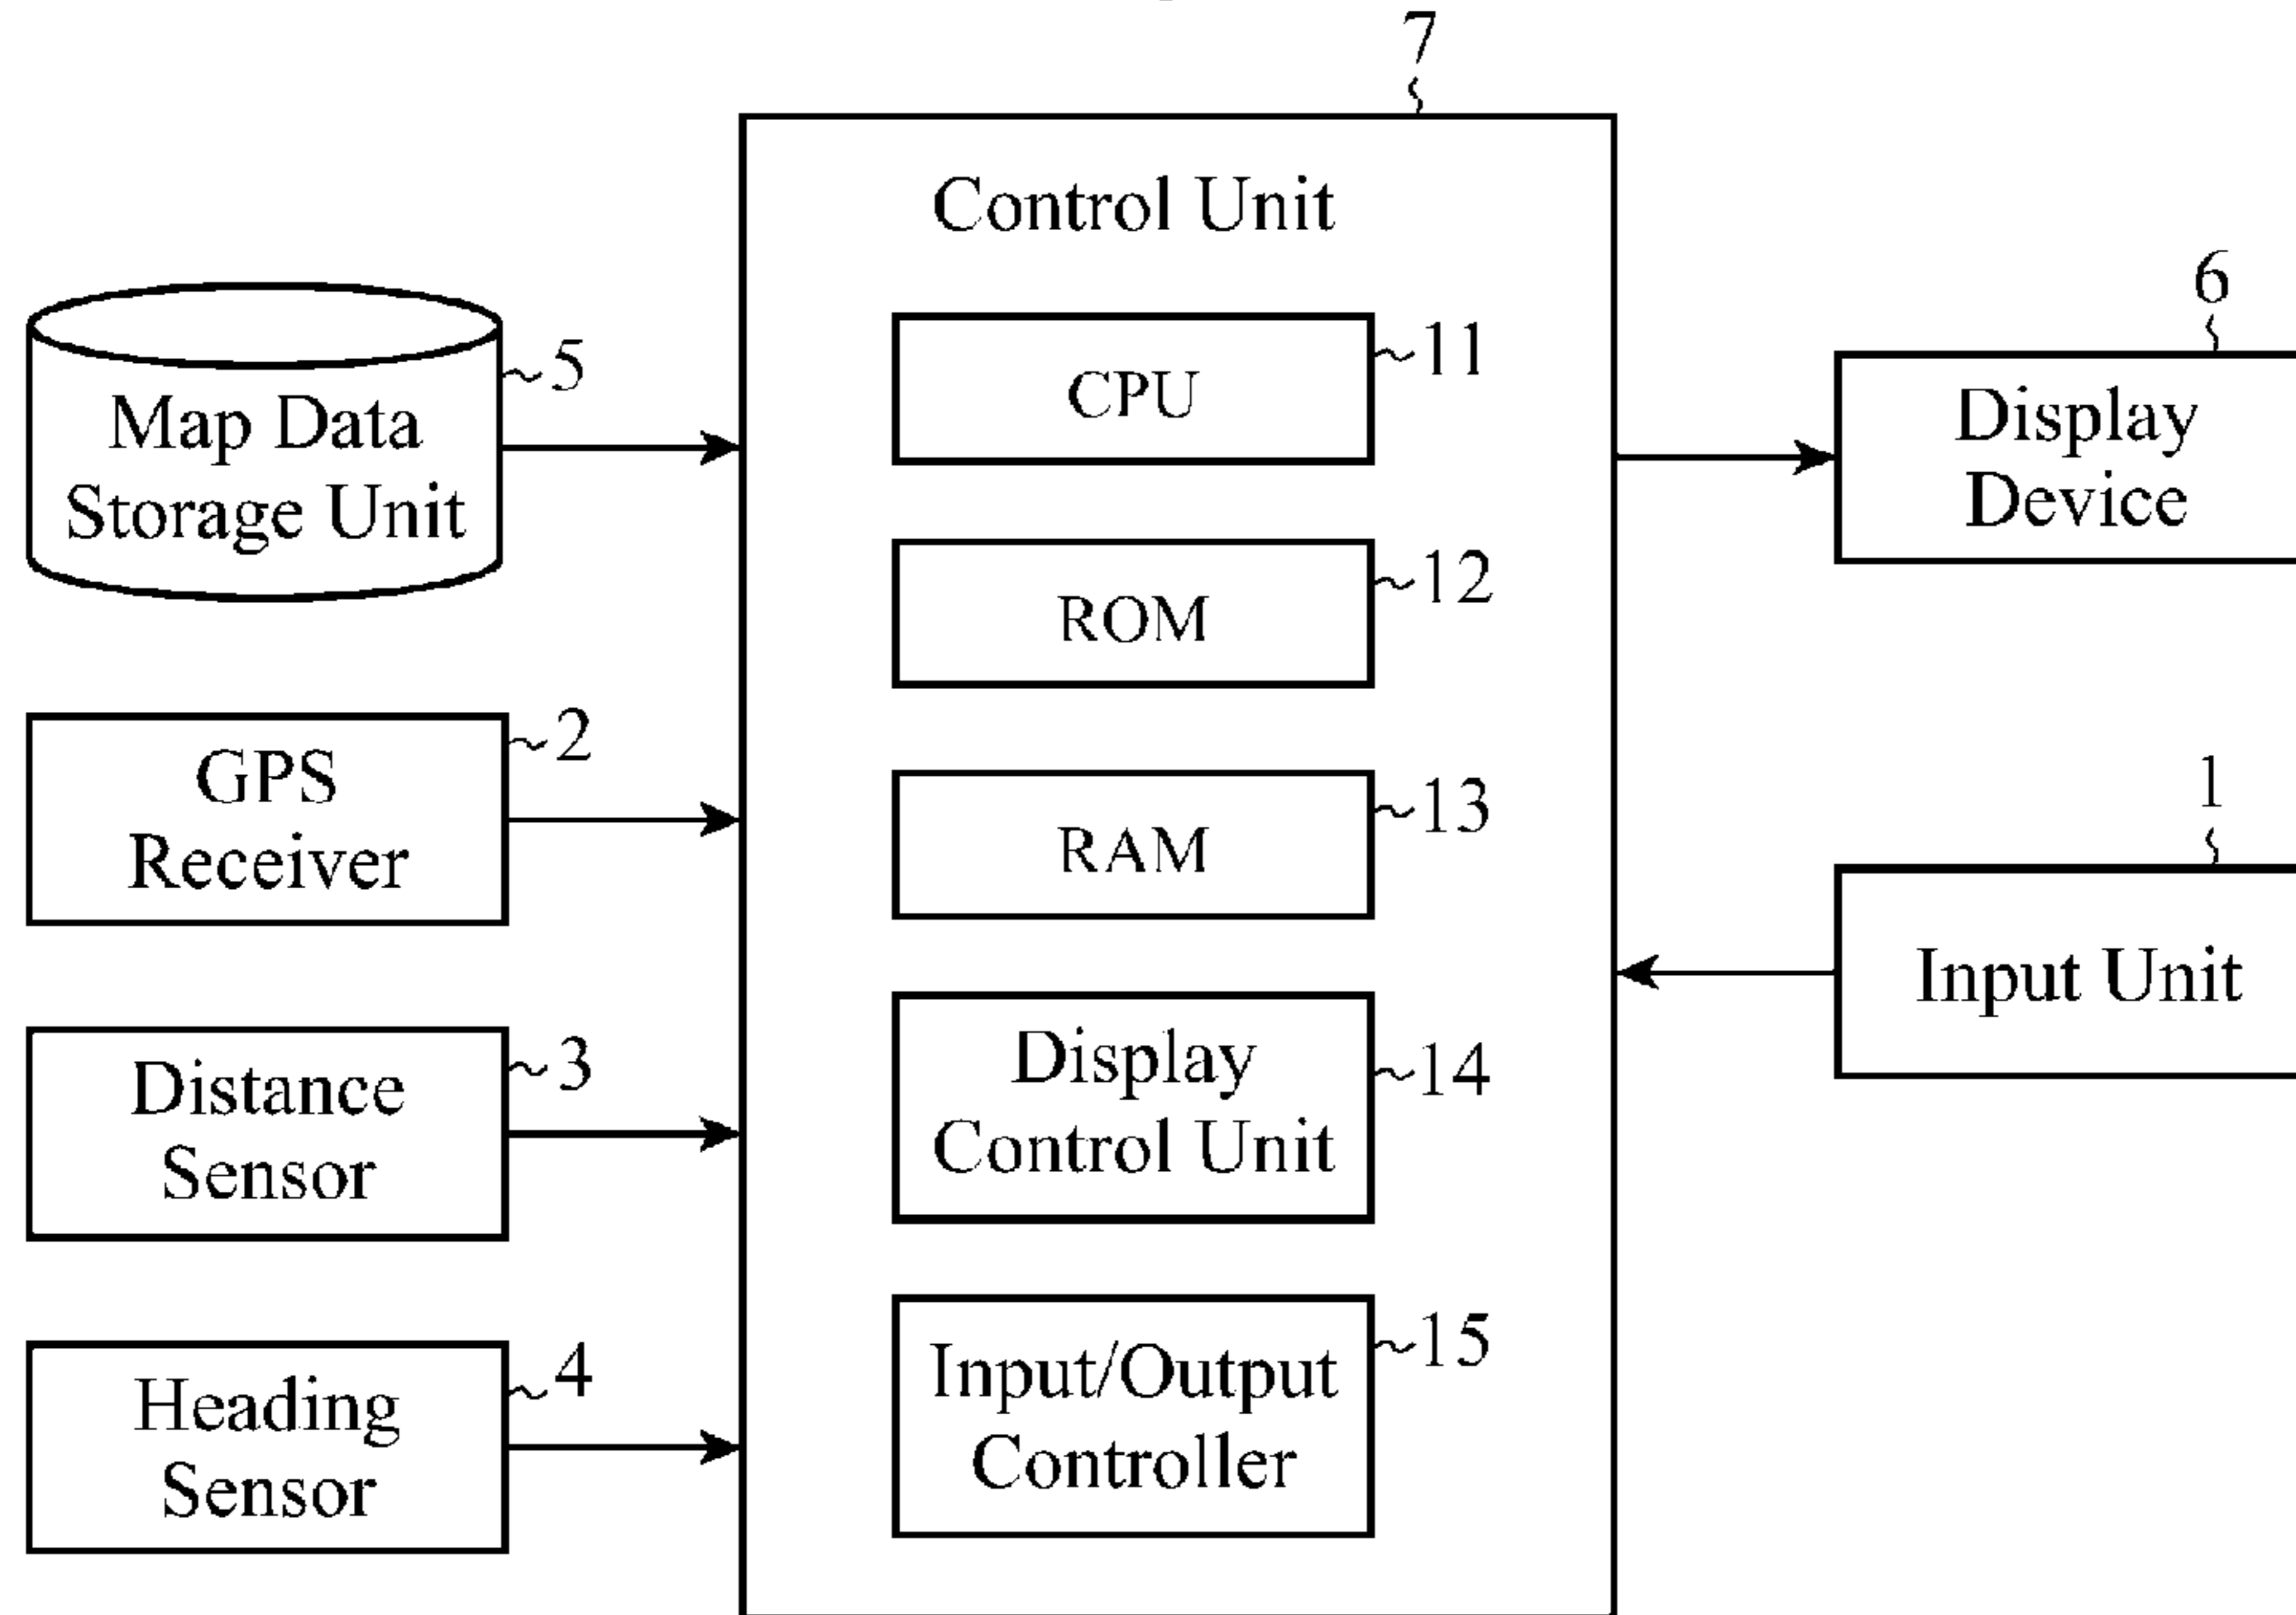 7
Control Unit
5
Map Data
Storage Unit
2
GPS
Receiver
3
Distance
Sensor
4
Heading
Sensor
11
CPU
12
ROM
13
RAM
14
Display
Control Unit
15
Input/Output
Controller
6
Display
Device
1
Input Unit